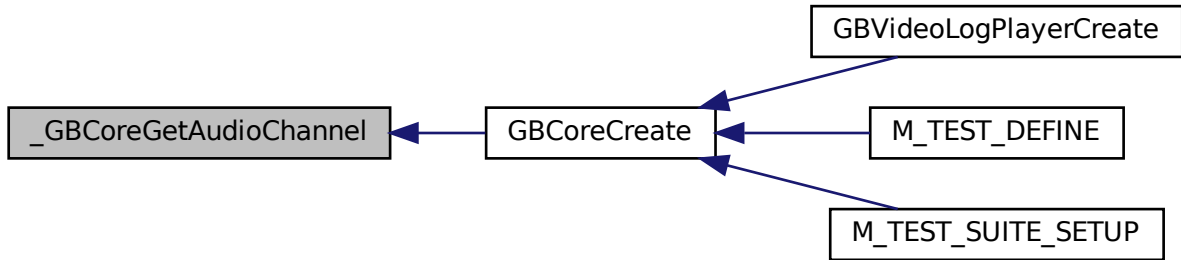 GBVideoLogPlayerCreate
_GBCoreGetAudioChannel
GBCoreCreate
M_TEST_DEFINE
M_TEST_SUITE_SETUP